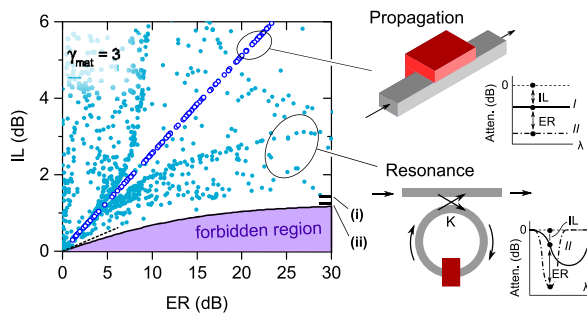 Propagation
6
γmat = 3
4
IL (dB)
2
0
0 5 10 15 20 25 30
ER (dB)
forbidden region
(i)
(ii)
Atten. (dB)
0
IL
I
ER
II
λ
Resonance
K
Atten. (dB)
0
IL
I
II
ER
λ